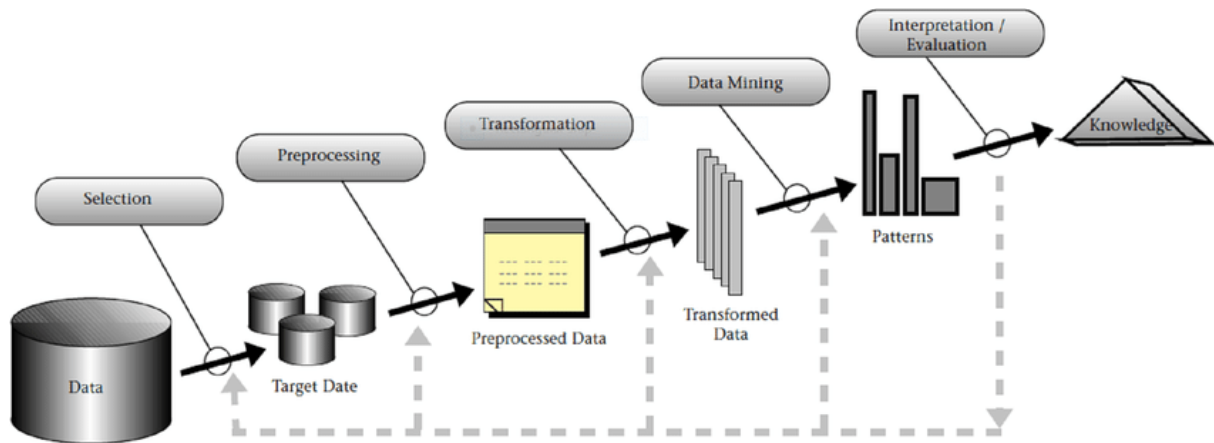 Interpretation /
Evaluation
Data Mining
Transformation
Preprocessing
Selection
Knowledge
Patterns
Transformed
Data
Preprocessed Data
Target Date
Data